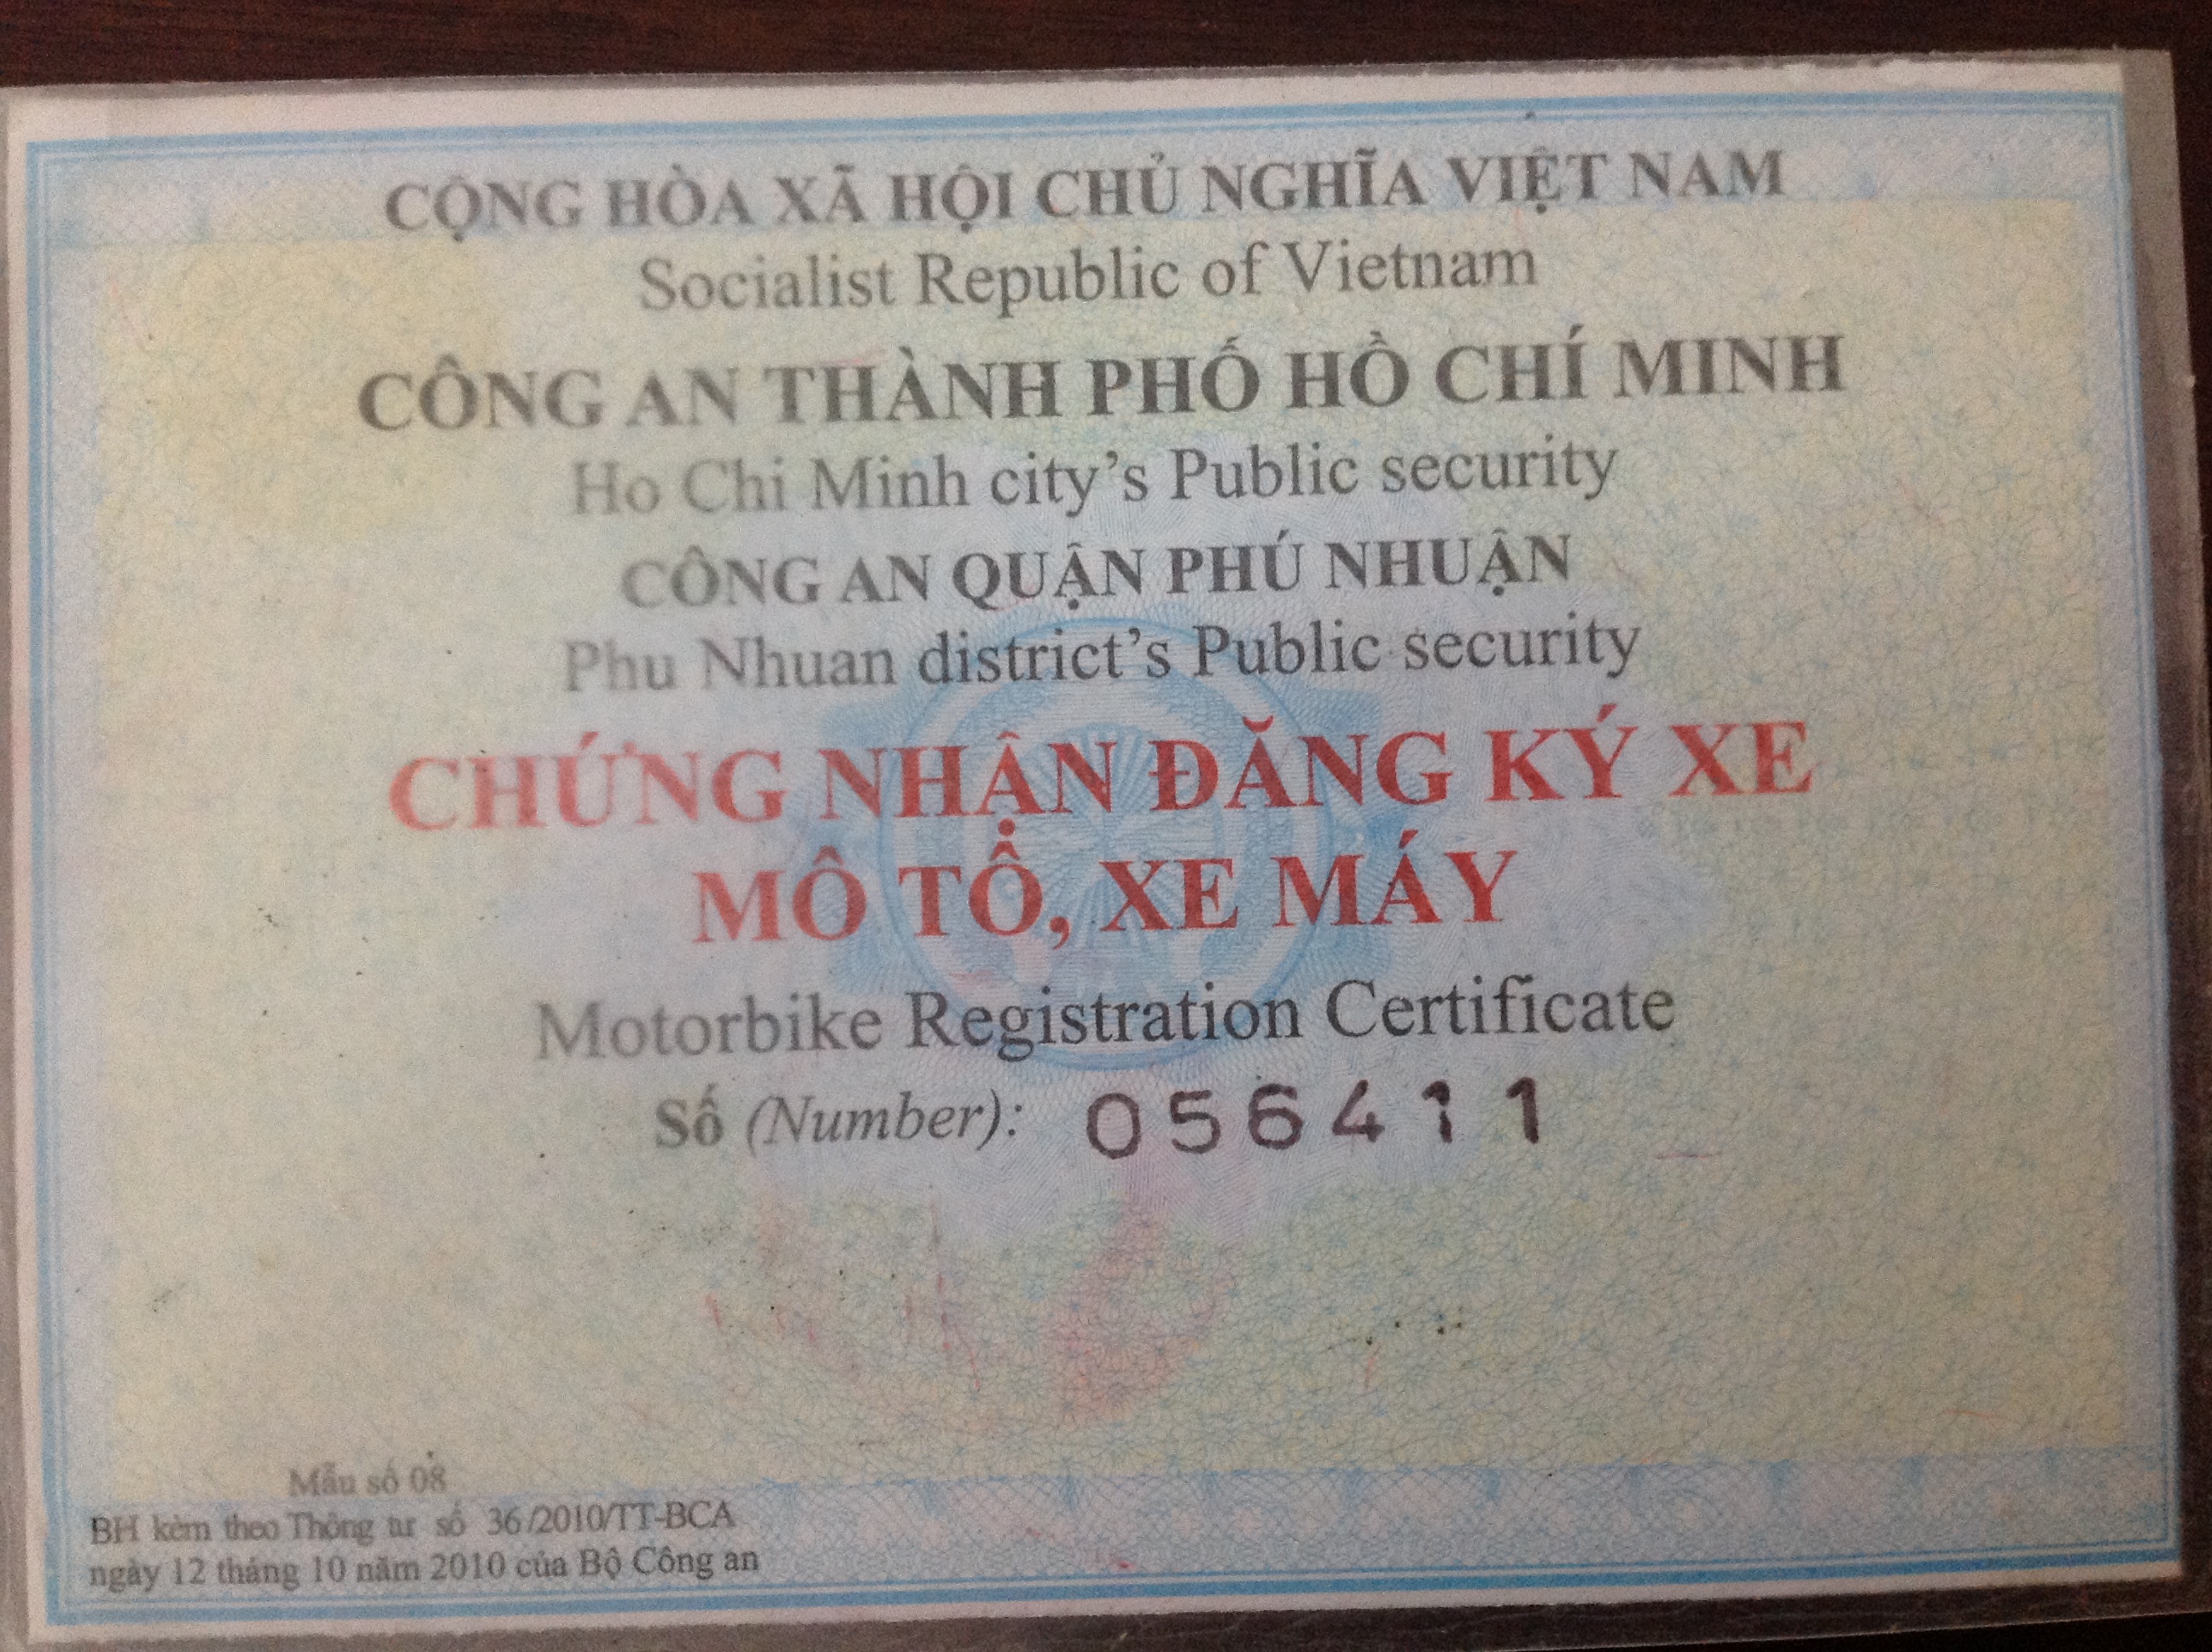 CỘNG HÒA XÃ HỘI CHỦ NGHĨA VIỆT NAM
Socialist Republic of Vietnam
CÔNG AN THÀNH PHỐ HỒ CHÍ MINH
Ho Chi Minh city’s Public security
CÔNG AN QUẬN PHÚ NHUẬN
Phu Nhuan district’s Public security
CHỨNG NHẬN ĐĂNG KÝ XE
MÔ TÔ, XE MÁY
Motorbike Registration Certificate
Số (Number): 056411
Mẫu số 08
BH kèm theo Thông tư số 36/2010/TT-BCA
ngày 12 tháng 10 năm 2010 của Bộ Công an